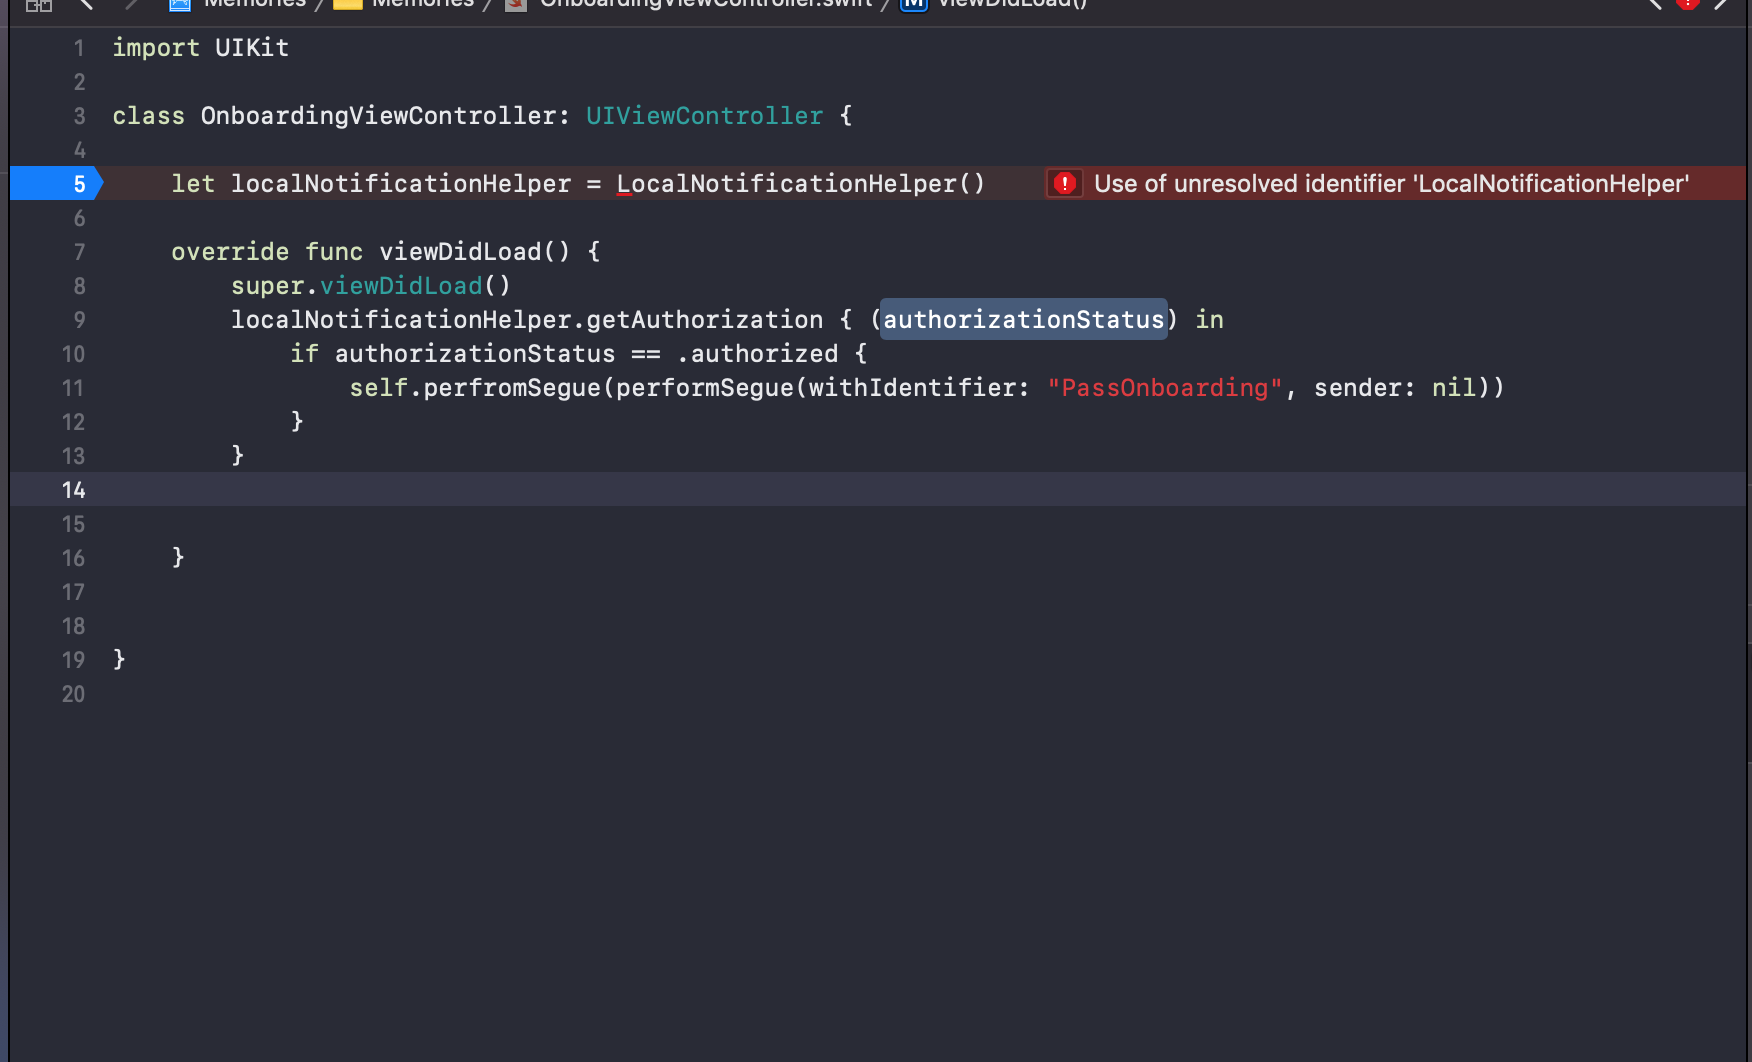 Memories / Memories / OnboardingViewController.swift / M viewDidLoad()
1 import UIKit
2
3 class OnboardingViewController: UIViewController {
4
5 let localNotificationHelper = LocalNotificationHelper() Use of unresolved identifier 'LocalNotificationHelper'
6
7 override func viewDidLoad() {
8 super.viewDidLoad()
9 localNotificationHelper.getAuthorization { (authorizationStatus) in
10 if authorizationStatus == .authorized {
11 self.perfromSegue(performSegue(withIdentifier: "PassOnboarding", sender: nil))
12 }
13 }
14
15
16 }
17
18
19 }
20